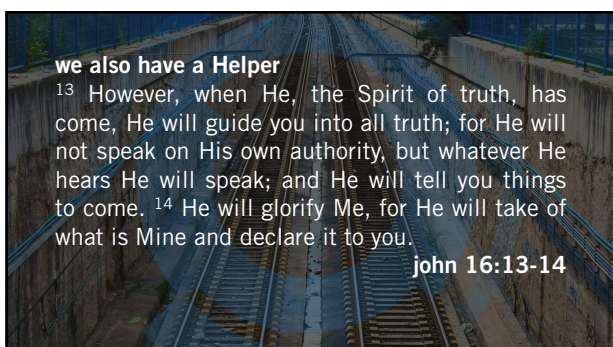 we also have a Helper
13 However, when He, the Spirit of truth, has
come, He will guide you into all truth; for He will
not speak on His own authority, but whatever He
hears He will speak; and He will tell you things
to come. 14 He will glorify Me, for He will take of
what is Mine and declare it to you.
john 16:13-14